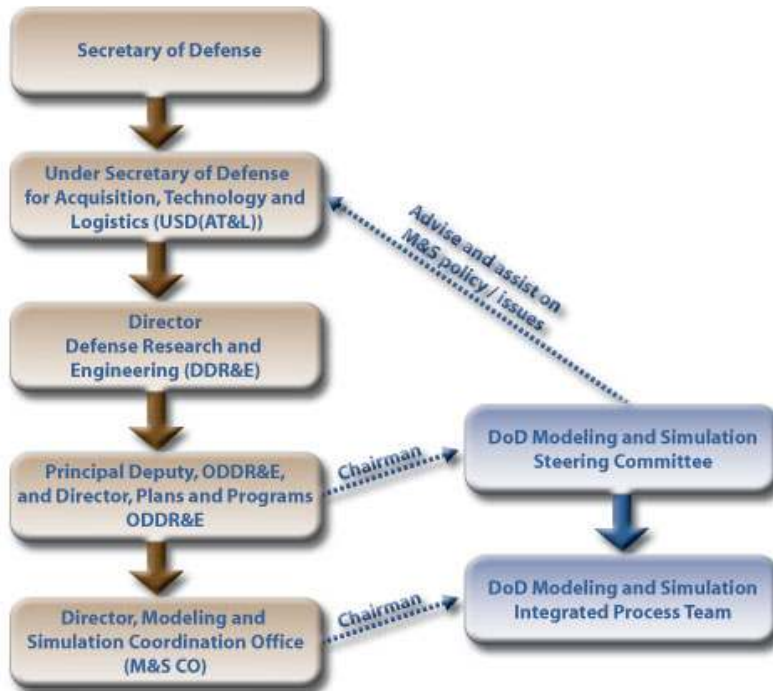 Secretary of Defense
Under Secretary of Defense
for Acquisition, Technology and
Logistics (USD(AT&L))
Advise and assist on
M&S policy / issues
Director
Defense Research and
Engineering (DDR&E)
Principal Deputy, ODDR&E,
and Director, Plans and Programs
ODDR&E
Chairman
DoD Modeling and Simulation
Steering Committee
Director, Modeling and
Simulation Coordination Office
(M&S CO)
Chairman
DoD Modeling and Simulation
Integrated Process Team